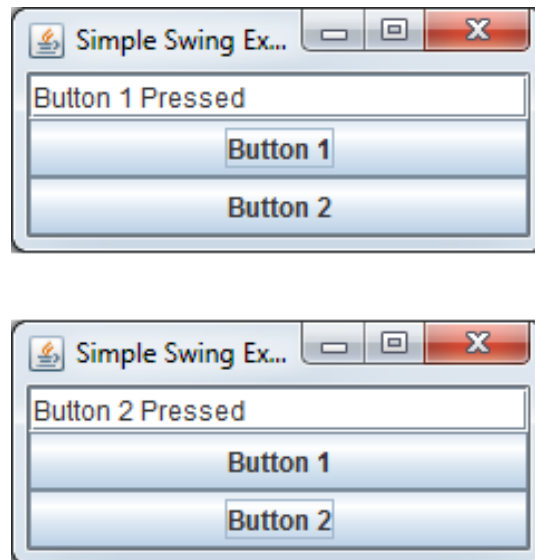 Simple Swing Ex...
Button 1 Pressed
Button 1
Button 2
Simple Swing Ex...
Button 2 Pressed
Button 1
Button 2